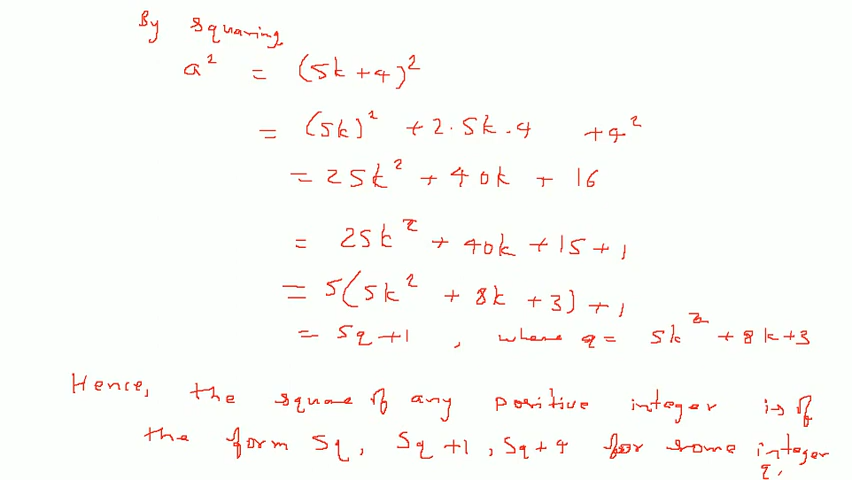 By squaring
a² = (5k+4)²
= (5k)² + 2·5k·4 + 4²
= 25k² + 40k + 16
= 25k² + 40k + 15 + 1
= 5(5k² + 8k + 3) + 1
= 5q+1 , where q = 5k² + 8k+3
Hence, the square of any positive integer is of
the form 5q, 5q+1, 5q+4 for some integer
q.